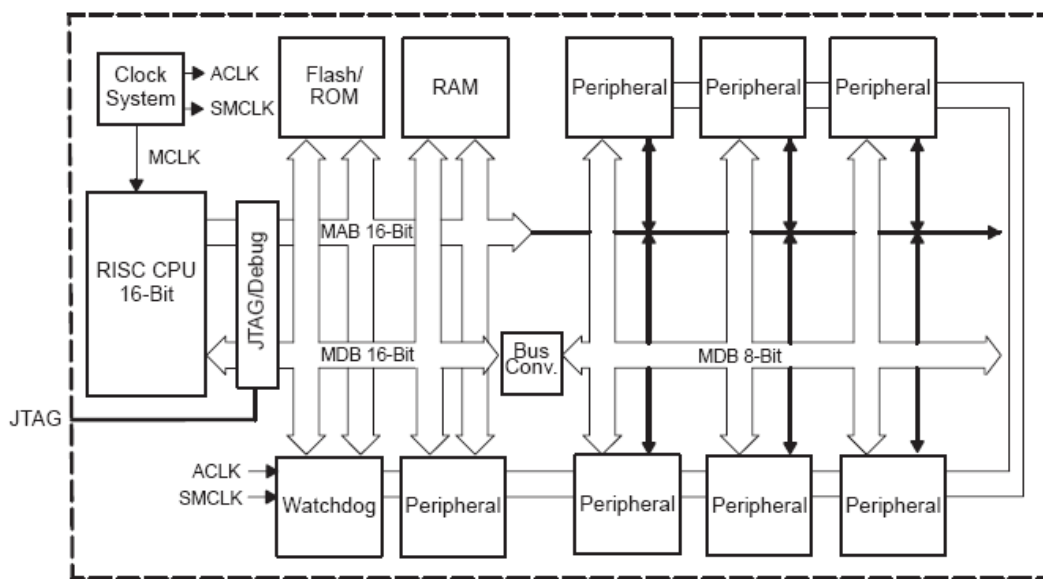 Clock
System
ACLK
SMCLK
MCLK
Flash/
ROM
RAM
Peripheral
Peripheral
Peripheral
RISC CPU
16-Bit
JTAG/Debug
MAB 16-Bit
MDB 16-Bit
Bus
Conv.
MDB 8-Bit
JTAG
ACLK
SMCLK
Watchdog
Peripheral
Peripheral
Peripheral
Peripheral